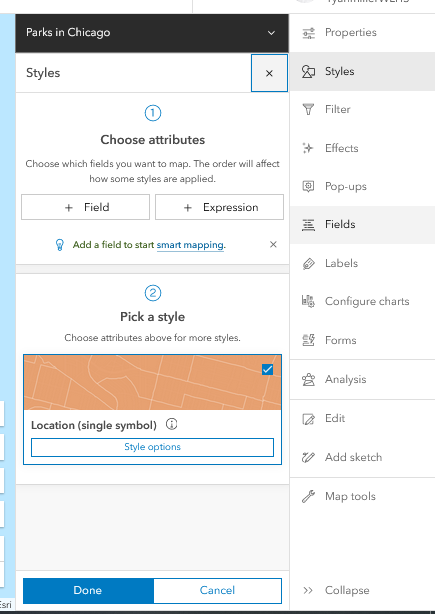 Parks in Chicago
Styles
1
Choose attributes
Choose which fields you want to map. The order will affect
how some styles are applied.
+ Field
+ Expression
Add a field to start smart mapping.
2
Pick a style
Choose attributes above for more styles.
Location (single symbol)
Style options
Done
Cancel
Properties
Styles
Filter
Effects
Pop-ups
Fields
Labels
Configure charts
Forms
Analysis
Edit
Add sketch
Map tools
Collapse
Esri